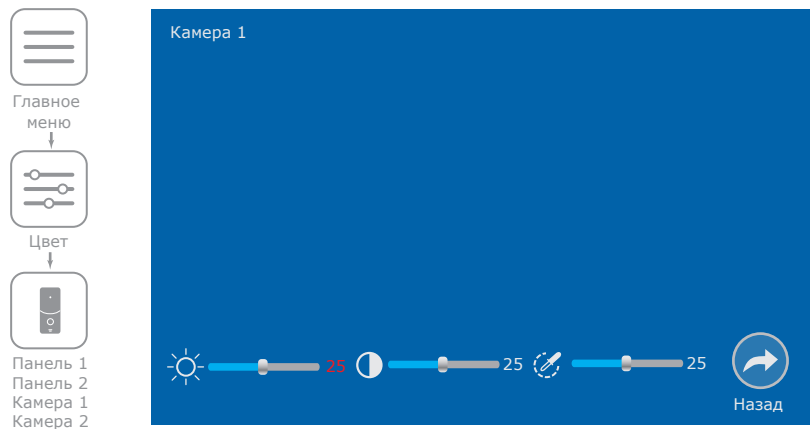 Главное
меню
Цвет
Панель 1
Панель 2
Камера 1
Камера 2
Камера 1
25
25
25
Назад